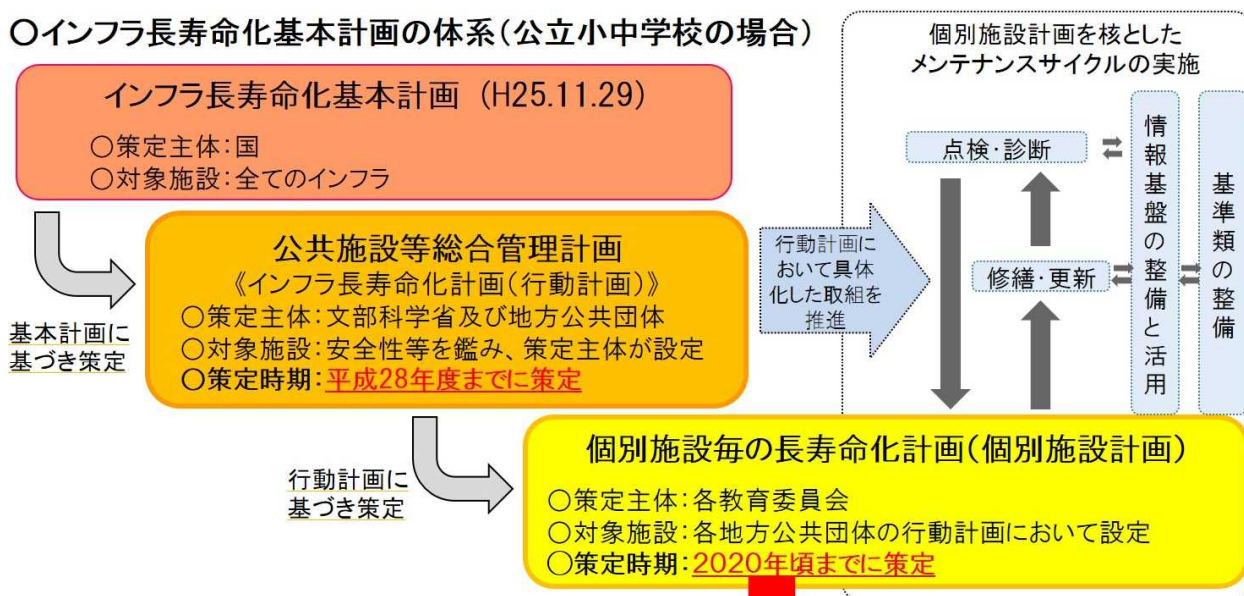 〇インフラ長寿命化基本計画の体系(公立小中学校の場合)
インフラ長寿命化基本計画 (H25.11.29)
〇策定主体:国
〇対象施設:全てのインフラ
基本計画に
基づき策定
公共施設等総合管理計画
《インフラ長寿命化計画(行動計画)》
〇策定主体:文部科学省及び地方公共団体
〇対象施設:安全性等を鑑み、策定主体が設定
〇策定時期:平成28年度までに策定
行動計画に
おいて具体
化した取組を
推進
行動計画に
基づき策定
個別施設毎の長寿命化計画(個別施設計画)
〇策定主体:各教育委員会
〇対象施設:各地方公共団体の行動計画において設定
〇策定時期:2020年頃までに策定
個別施設計画を核とした
メンテナンスサイクルの実施
点検・診断
修繕・更新
情報基盤の整備と活用
基準類の整備